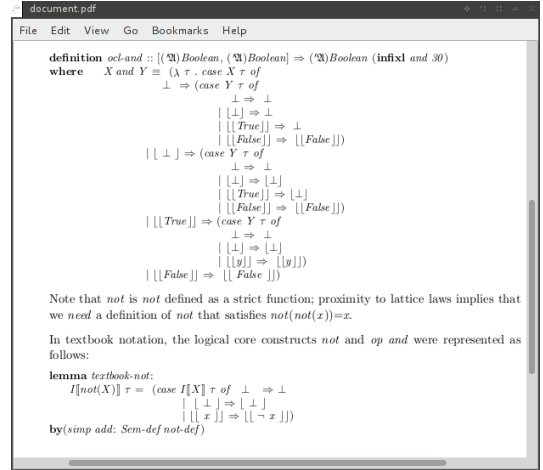 document.pdf
File Edit View Go Bookmarks Help
definition ocl-and :: [('𝔄)Boolean, ('𝔄)Boolean] ⇒ ('𝔄)Boolean (infixl and 30)
where X and Y ≡ (λ τ . case X τ of
⊥ ⇒ (case Y τ of
⊥ ⇒ ⊥
| ⌊⊥⌋ ⇒ ⊥
| ⌊⌊True⌋⌋ ⇒ ⊥
| ⌊⌊False⌋⌋ ⇒ ⌊⌊False⌋⌋)
| ⌊ ⊥ ⌋ ⇒ (case Y τ of
⊥ ⇒ ⊥
| ⌊⊥⌋ ⇒ ⌊⊥⌋
| ⌊⌊True⌋⌋ ⇒ ⌊⊥⌋
| ⌊⌊False⌋⌋ ⇒ ⌊⌊False⌋⌋)
| ⌊⌊True⌋⌋ ⇒ (case Y τ of
⊥ ⇒ ⊥
| ⌊⊥⌋ ⇒ ⌊⊥⌋
| ⌊⌊y⌋⌋ ⇒ ⌊⌊y⌋⌋)
| ⌊⌊False⌋⌋ ⇒ ⌊⌊ False ⌋⌋)
Note that not is not defined as a strict function; proximity to lattice laws implies that
we need a definition of not that satisfies not(not(x))=x.
In textbook notation, the logical core constructs not and op and were represented as
follows:
lemma textbook-not:
I⟦not(X)⟧ τ = (case I⟦X⟧ τ of ⊥ ⇒ ⊥
| ⌊ ⊥ ⌋ ⇒ ⌊ ⊥ ⌋
| ⌊⌊ x ⌋⌋ ⇒ ⌊⌊ ¬ x ⌋⌋)
by(simp add: Sem-def not-def)